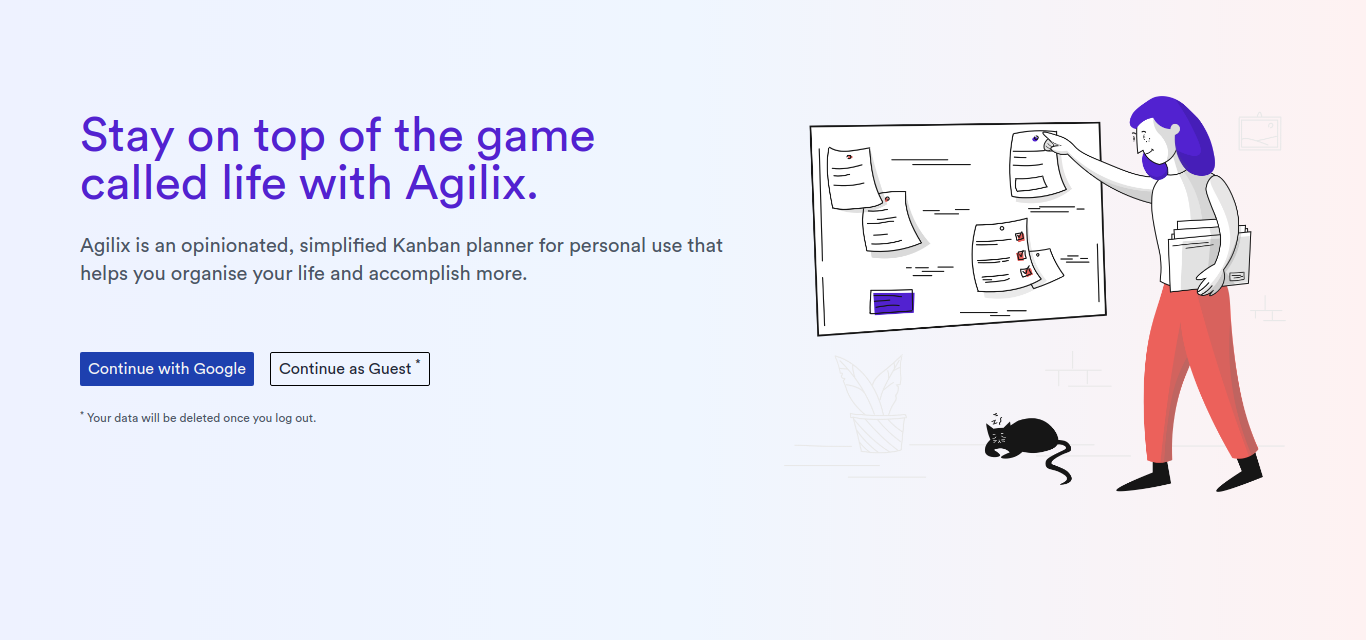 Stay on top of the game
called life with Agilix.
Agilix is an opinionated, simplified Kanban planner for personal use that
helps you organise your life and accomplish more.
Continue with Google
Continue as Guest *
* Your data will be deleted once you log out.
z z